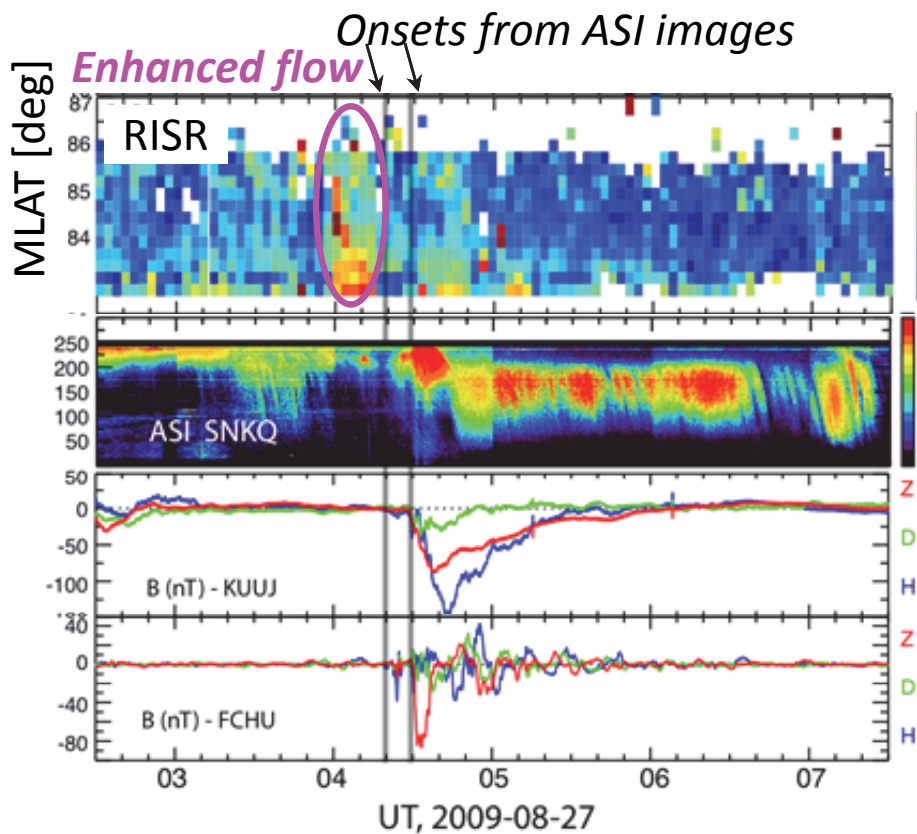 Onsets from ASI images
Enhanced flow
MLAT [deg]
87
RISR
86
85
84
250
200
150
100
50
ASI SNKQ
50
0
-50
-100
B (nT) - KUUJ
Z
D
H
40
0
-40
-80
B (nT) - FCHU
Z
D
H
03 04 05 06 07
UT, 2009-08-27